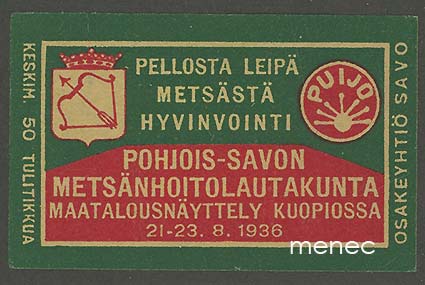 KESKIM. 50 TULITIKKUA
PELLOSTA LEIPÄ
METSÄSTÄ
HYVINVOINTI
PUIJO
POHJOIS-SAVON
METSÄNHOITOLAUTAKUNTA
MAATALOUSNÄYTTELY KUOPIOSSA
21-23. 8. 1936
OSAKEYHTIÖ SAVO
menec